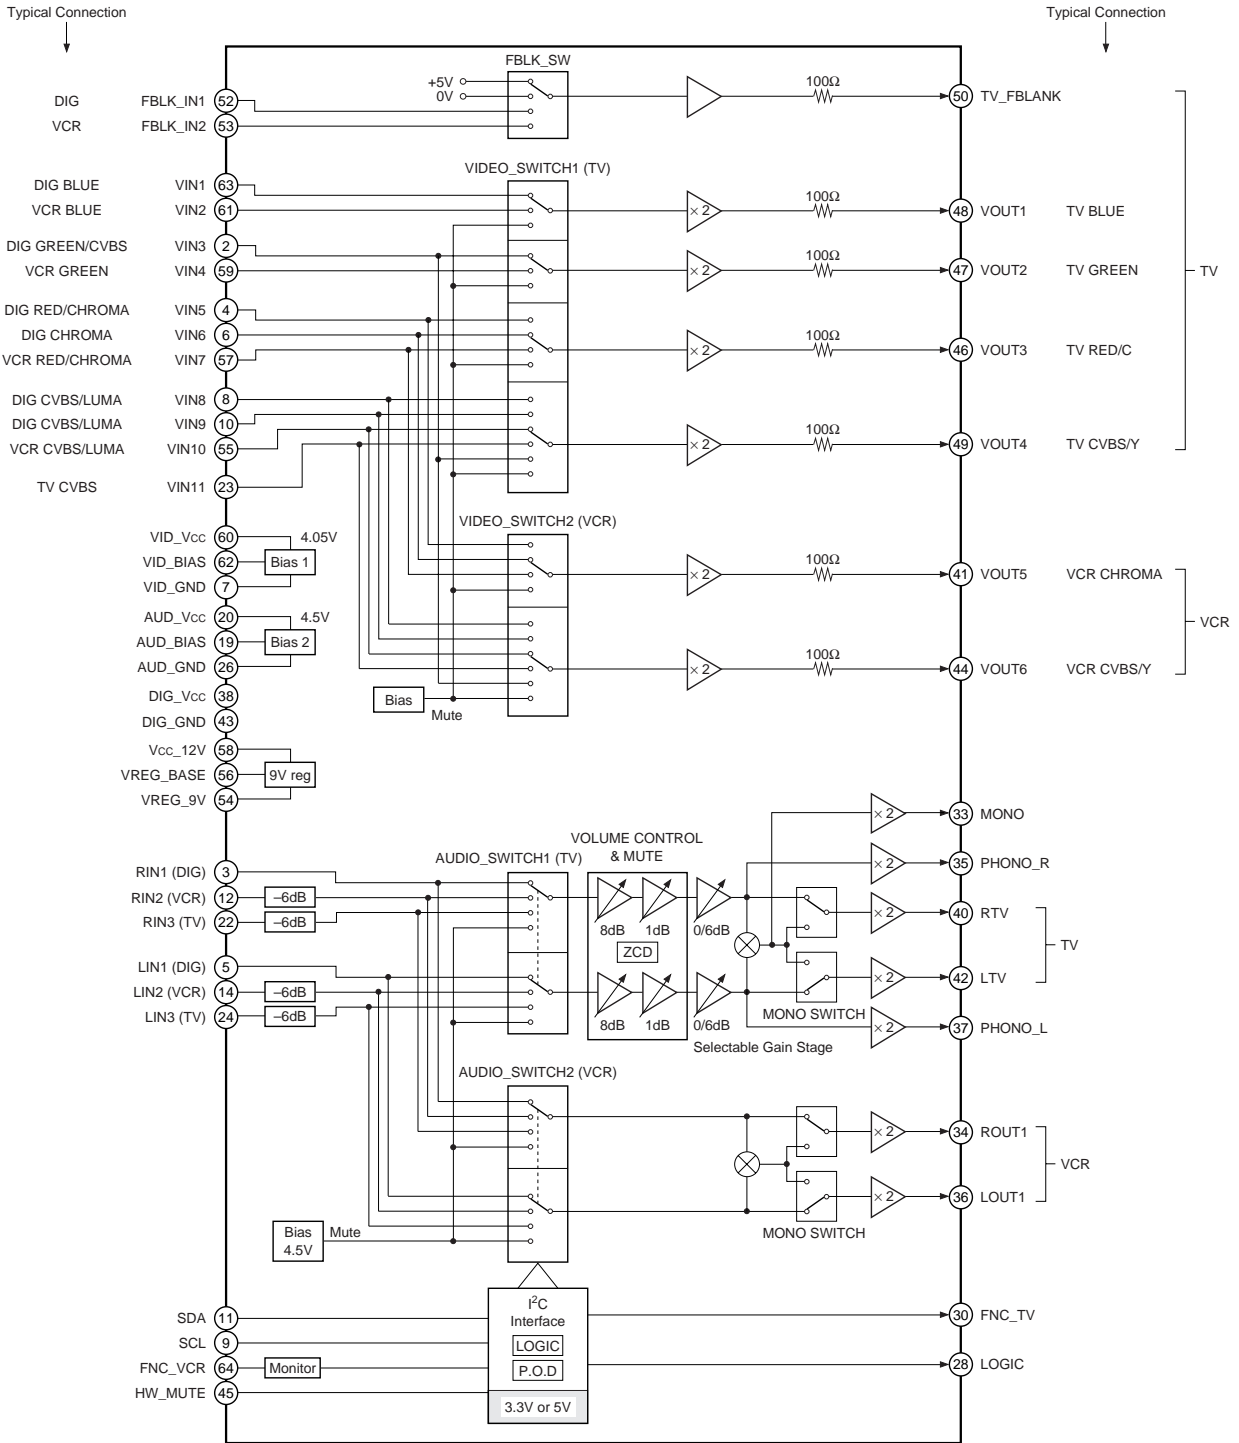 Typical Connection
Typical Connection
FBLK_SW
+5V
0V
100Ω
DIG FBLK_IN1 52
VCR FBLK_IN2 53
50 TV_FBLANK
VIDEO_SWITCH1 (TV)
DIG BLUE VIN1 63
VCR BLUE VIN2 61
× 2
100Ω
48 VOUT1 TV BLUE
DIG GREEN/CVBS VIN3 2
VCR GREEN VIN4 59
× 2
100Ω
47 VOUT2 TV GREEN
TV
DIG RED/CHROMA VIN5 4
DIG CHROMA VIN6 6
VCR RED/CHROMA VIN7 57
× 2
100Ω
46 VOUT3 TV RED/C
DIG CVBS/LUMA VIN8 8
DIG CVBS/LUMA VIN9 10
VCR CVBS/LUMA VIN10 55
× 2
100Ω
49 VOUT4 TV CVBS/Y
TV CVBS VIN11 23
VIDEO_SWITCH2 (VCR)
VID_Vcc 60 4.05V
VID_BIAS 62 Bias 1
VID_GND 7
× 2
100Ω
41 VOUT5 VCR CHROMA
VCR
AUD_Vcc 20 4.5V
AUD_BIAS 19 Bias 2
AUD_GND 26
× 2
100Ω
44 VOUT6 VCR CVBS/Y
DIG_Vcc 38
DIG_GND 43
Bias
Mute
Vcc_12V 58
VREG_BASE 56 9V reg
VREG_9V 54
× 2 33 MONO
VOLUME CONTROL
& MUTE
AUDIO_SWITCH1 (TV)
× 2 35 PHONO_R
RIN1 (DIG) 3
RIN2 (VCR) 12 –6dB
RIN3 (TV) 22 –6dB
8dB 1dB 0/6dB
× 2 40 RTV
ZCD
TV
LIN1 (DIG) 5
LIN2 (VCR) 14 –6dB
LIN3 (TV) 24 –6dB
8dB 1dB 0/6dB
× 2 42 LTV
MONO SWITCH
× 2 37 PHONO_L
Selectable Gain Stage
AUDIO_SWITCH2 (VCR)
× 2 34 ROUT1
VCR
× 2 36 LOUT1
MONO SWITCH
Bias
4.5V
Mute
I2C
Interface
LOGIC
P.O.D
3.3V or 5V
SDA 11
SCL 9
FNC_VCR 64 Monitor
HW_MUTE 45
30 FNC_TV
28 LOGIC